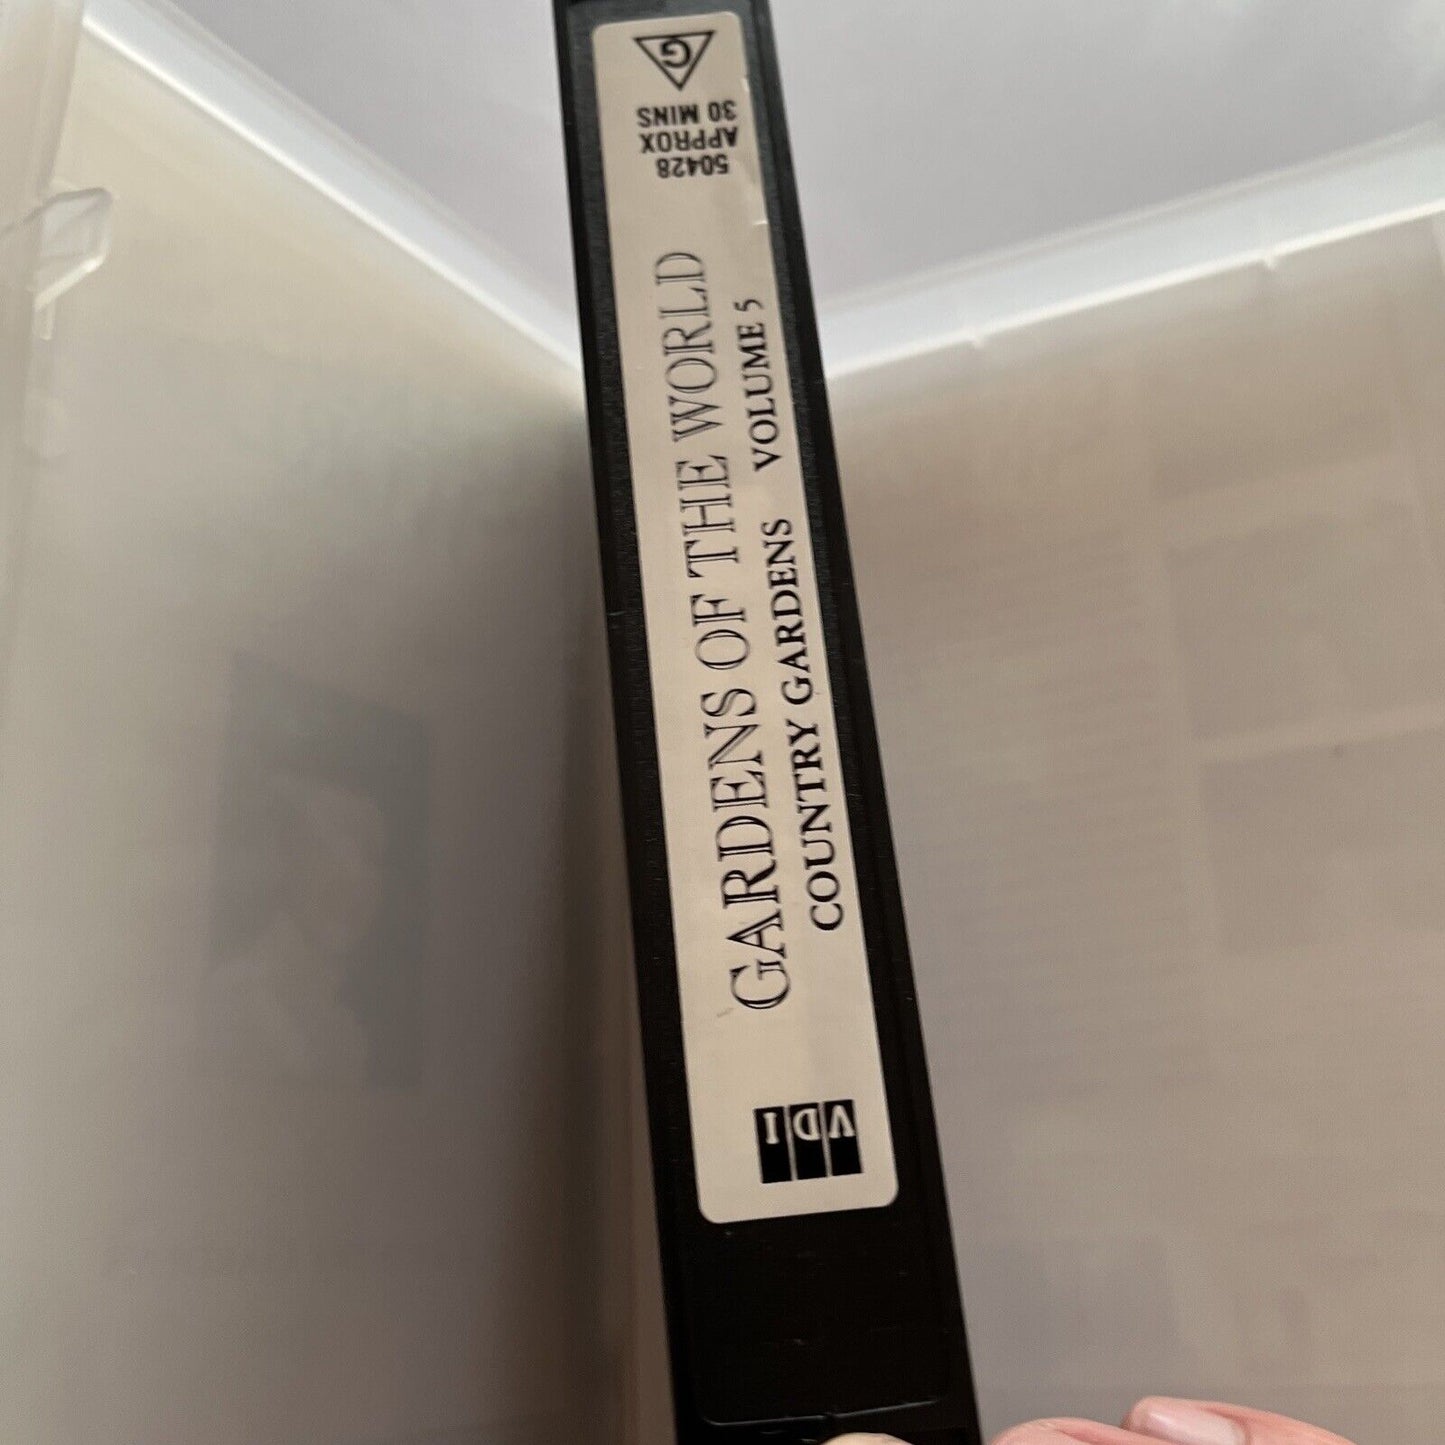 G
50428
APPROX
30 MINS
GARDENS OF THE WORLD
COUNTRY GARDENS VOLUME 5
VDI